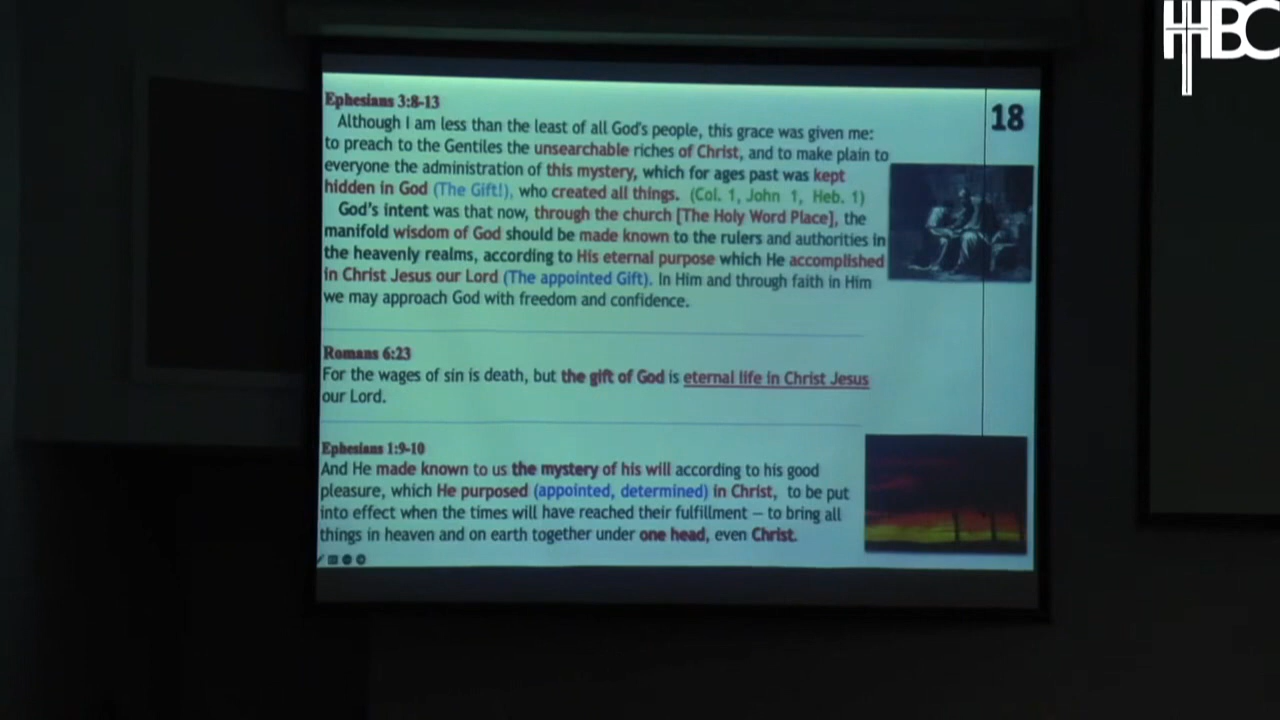 HBC
Ephesians 3:8-13
18
Although I am less than the least of all God's people, this grace was given me:
to preach to the Gentiles the unsearchable riches of Christ, and to make plain to
everyone the administration of this mystery, which for ages past was kept
hidden in God (The Gift!), who created all things. (Col. 1, John 1, Heb. 1)
God's intent was that now, through the church [The Holy Word Place], the
manifold wisdom of God should be made known to the rulers and authorities in
the heavenly realms, according to His eternal purpose which He accomplished
in Christ Jesus our Lord (The appointed Gift). In Him and through faith in Him
we may approach God with freedom and confidence.
Romans 6:23
For the wages of sin is death, but the gift of God is eternal life in Christ Jesus
our Lord.
Ephesians 1:9-10
And He made known to us the mystery of his will according to his good
pleasure, which He purposed (appointed, determined) in Christ, to be put
into effect when the times will have reached their fulfillment – to bring all
things in heaven and on earth together under one head, even Christ.